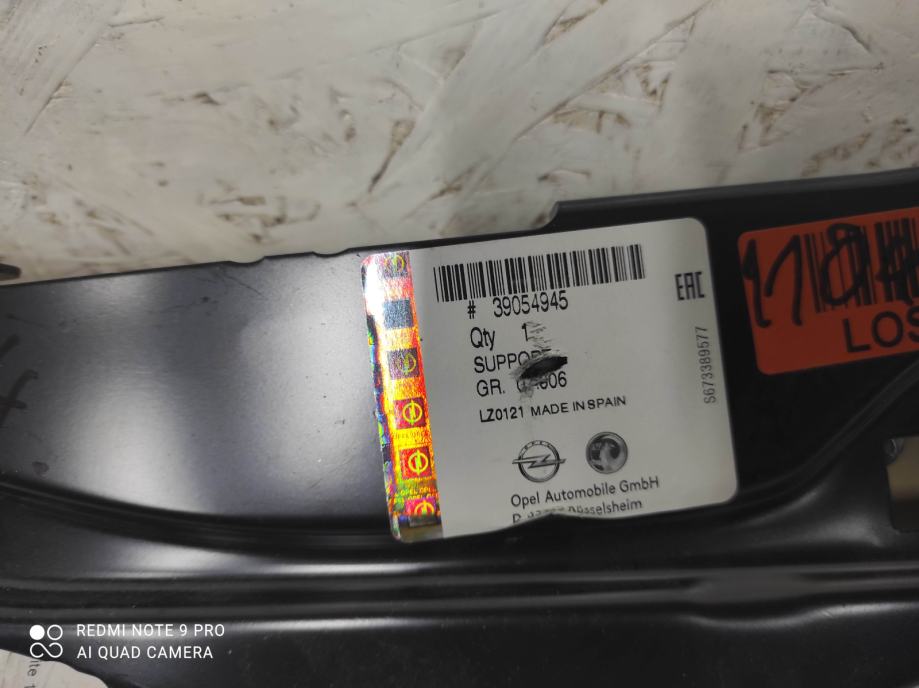 # 39054945
EAC
Qty 1
GR.
LZ0121 MADE IN SPAIN
S673389577
OPEL
Opel Automobile GmbH
LOS
REDMI NOTE 9 PRO
AI QUAD CAMERA